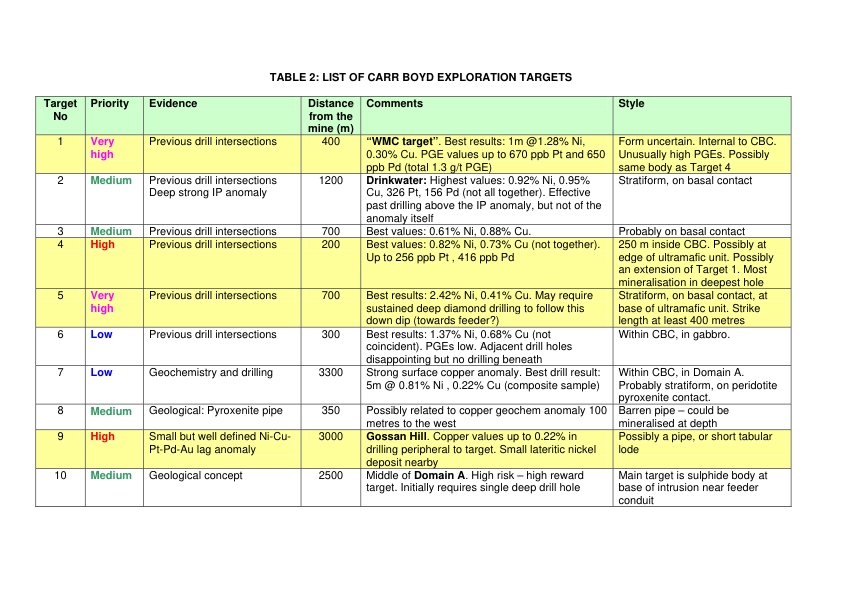 TABLE 2: LIST OF CARR BOYD EXPLORATION TARGETS
Target No Priority Evidence Distance from the mine (m) Comments Style
1 Very high Previous drill intersections 400 “WMC target”. Best results: 1m @1.28% Ni, 0.30% Cu. PGE values up to 670 ppb Pt and 650 ppb Pd (total 1.3 g/t PGE) Form uncertain. Internal to CBC. Unusually high PGEs. Possibly same body as Target 4
2 Medium Previous drill intersections Deep strong IP anomaly 1200 Drinkwater: Highest values: 0.92% Ni, 0.95% Cu, 326 Pt, 156 Pd (not all together). Effective past drilling above the IP anomaly, but not of the anomaly itself Stratiform, on basal contact
3 Medium Previous drill intersections 700 Best values: 0.61% Ni, 0.88% Cu. Probably on basal contact
4 High Previous drill intersections 200 Best values: 0.82% Ni, 0.73% Cu (not together). Up to 256 ppb Pt , 416 ppb Pd 250 m inside CBC. Possibly at edge of ultramafic unit. Possibly an extension of Target 1. Most mineralisation in deepest hole
5 Very high Previous drill intersections 700 Best results: 2.42% Ni, 0.41% Cu. May require sustained deep diamond drilling to follow this down dip (towards feeder?) Stratiform, on basal contact, at base of ultramafic unit. Strike length at least 400 metres
6 Low Previous drill intersections 300 Best results: 1.37% Ni, 0.68% Cu (not coincident). PGEs low. Adjacent drill holes disappointing but no drilling beneath Within CBC, in gabbro.
7 Low Geochemistry and drilling 3300 Strong surface copper anomaly. Best drill result: 5m @ 0.81% Ni , 0.22% Cu (composite sample) Within CBC, in Domain A. Probably stratiform, on peridotite pyroxenite contact.
8 Medium Geological: Pyroxenite pipe 350 Possibly related to copper geochem anomaly 100 metres to the west Barren pipe – could be mineralised at depth
9 High Small but well defined Ni-Cu-Pt-Pd-Au lag anomaly 3000 Gossan Hill. Copper values up to 0.22% in drilling peripheral to target. Small lateritic nickel deposit nearby Possibly a pipe, or short tabular lode
10 Medium Geological concept 2500 Middle of Domain A. High risk – high reward target. Initially requires single deep drill hole Main target is sulphide body at base of intrusion near feeder conduit